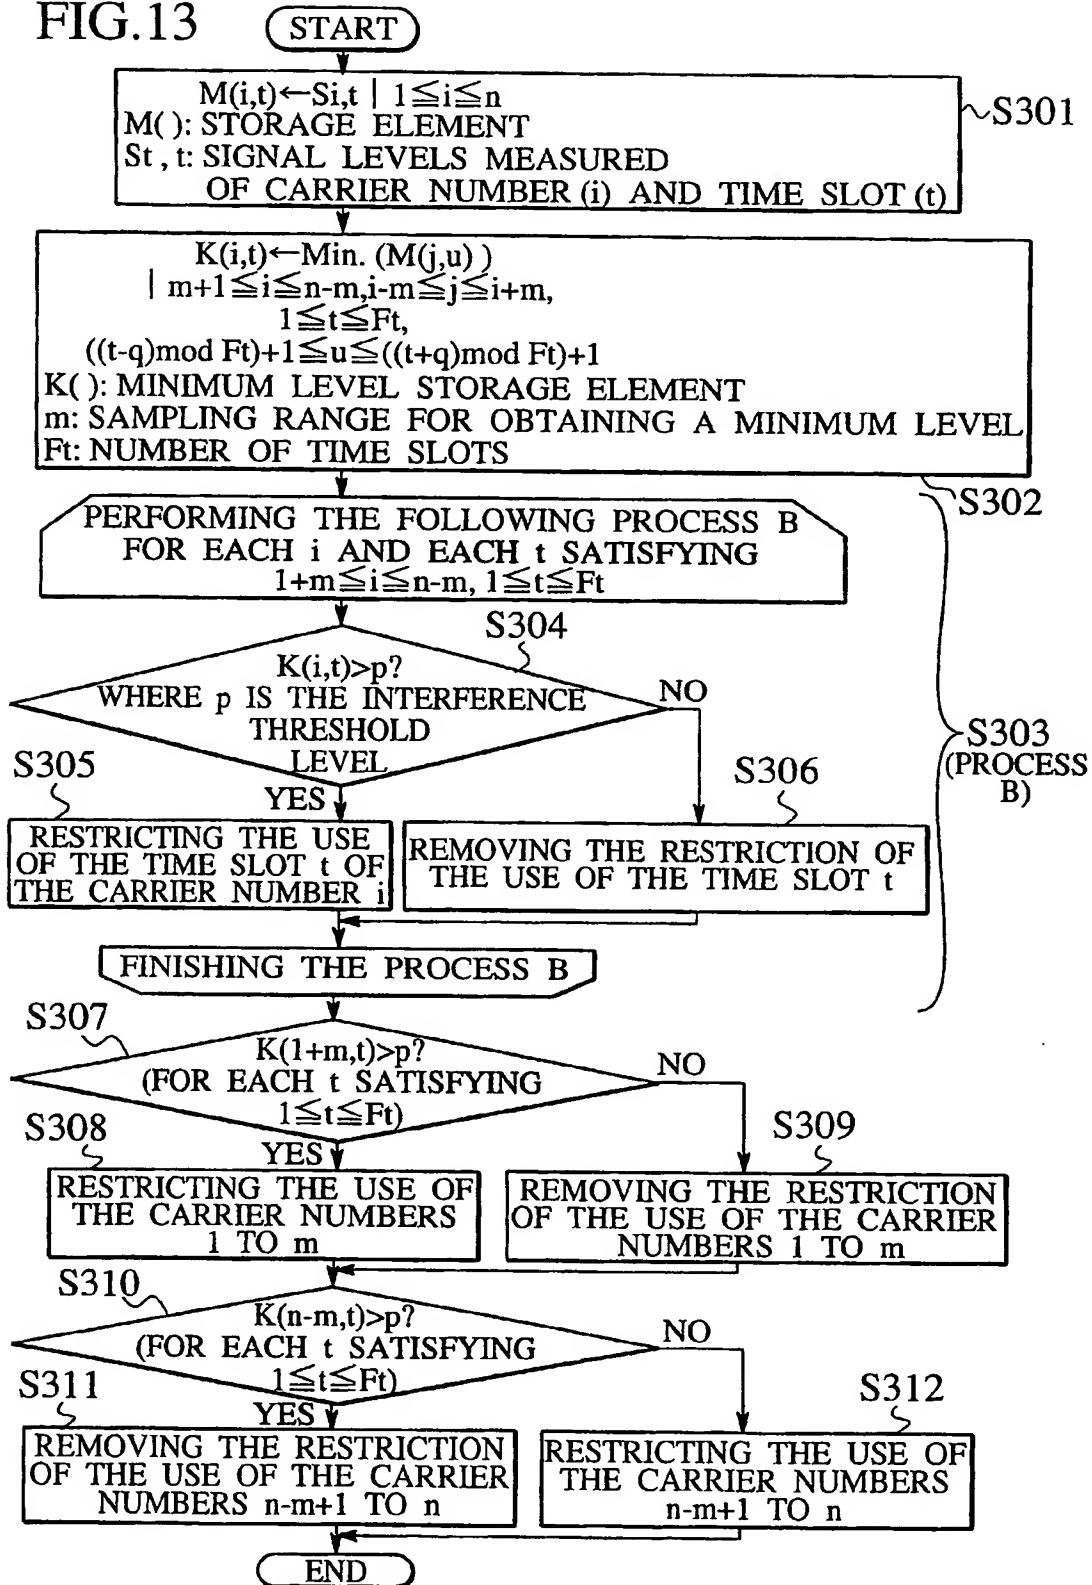 FIG.13
START
M(i,t)←Si,t | 1≦i≦n
M( ): STORAGE ELEMENT
St , t: SIGNAL LEVELS MEASURED
OF CARRIER NUMBER (i) AND TIME SLOT (t)
S301
K(i,t)←Min. (M(j,u) )
| m+1≦i≦n-m,i-m≦j≦i+m,
1≦t≦Ft,
((t-q)mod Ft)+1≦u≦((t+q)mod Ft)+1
K( ): MINIMUM LEVEL STORAGE ELEMENT
m: SAMPLING RANGE FOR OBTAINING A MINIMUM LEVEL
Ft: NUMBER OF TIME SLOTS
S302
PERFORMING THE FOLLOWING PROCESS B
FOR EACH i AND EACH t SATISFYING
1+m≦i≦n-m, 1≦t≦Ft
S304
K(i,t)>p?
WHERE p IS THE INTERFERENCE
THRESHOLD
LEVEL
NO
YES
S303
(PROCESS
B)
S305
RESTRICTING THE USE
OF THE TIME SLOT t OF
THE CARRIER NUMBER i
S306
REMOVING THE RESTRICTION OF
THE USE OF THE TIME SLOT t
FINISHING THE PROCESS B
S307
K(1+m,t)>p?
(FOR EACH t SATISFYING
1≦t≦Ft)
NO
YES
S308
RESTRICTING THE USE OF
THE CARRIER NUMBERS
1 TO m
S309
REMOVING THE RESTRICTION
OF THE USE OF THE CARRIER
NUMBERS 1 TO m
S310
K(n-m,t)>p?
(FOR EACH t SATISFYING
1≦t≦Ft)
NO
YES
S311
REMOVING THE RESTRICTION
OF THE USE OF THE CARRIER
NUMBERS n-m+1 TO n
S312
RESTRICTING THE USE OF
THE CARRIER NUMBERS
n-m+1 TO n
END